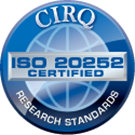 CIRQ
ISO 20252
CERTIFIED
RESEARCH STANDARDS